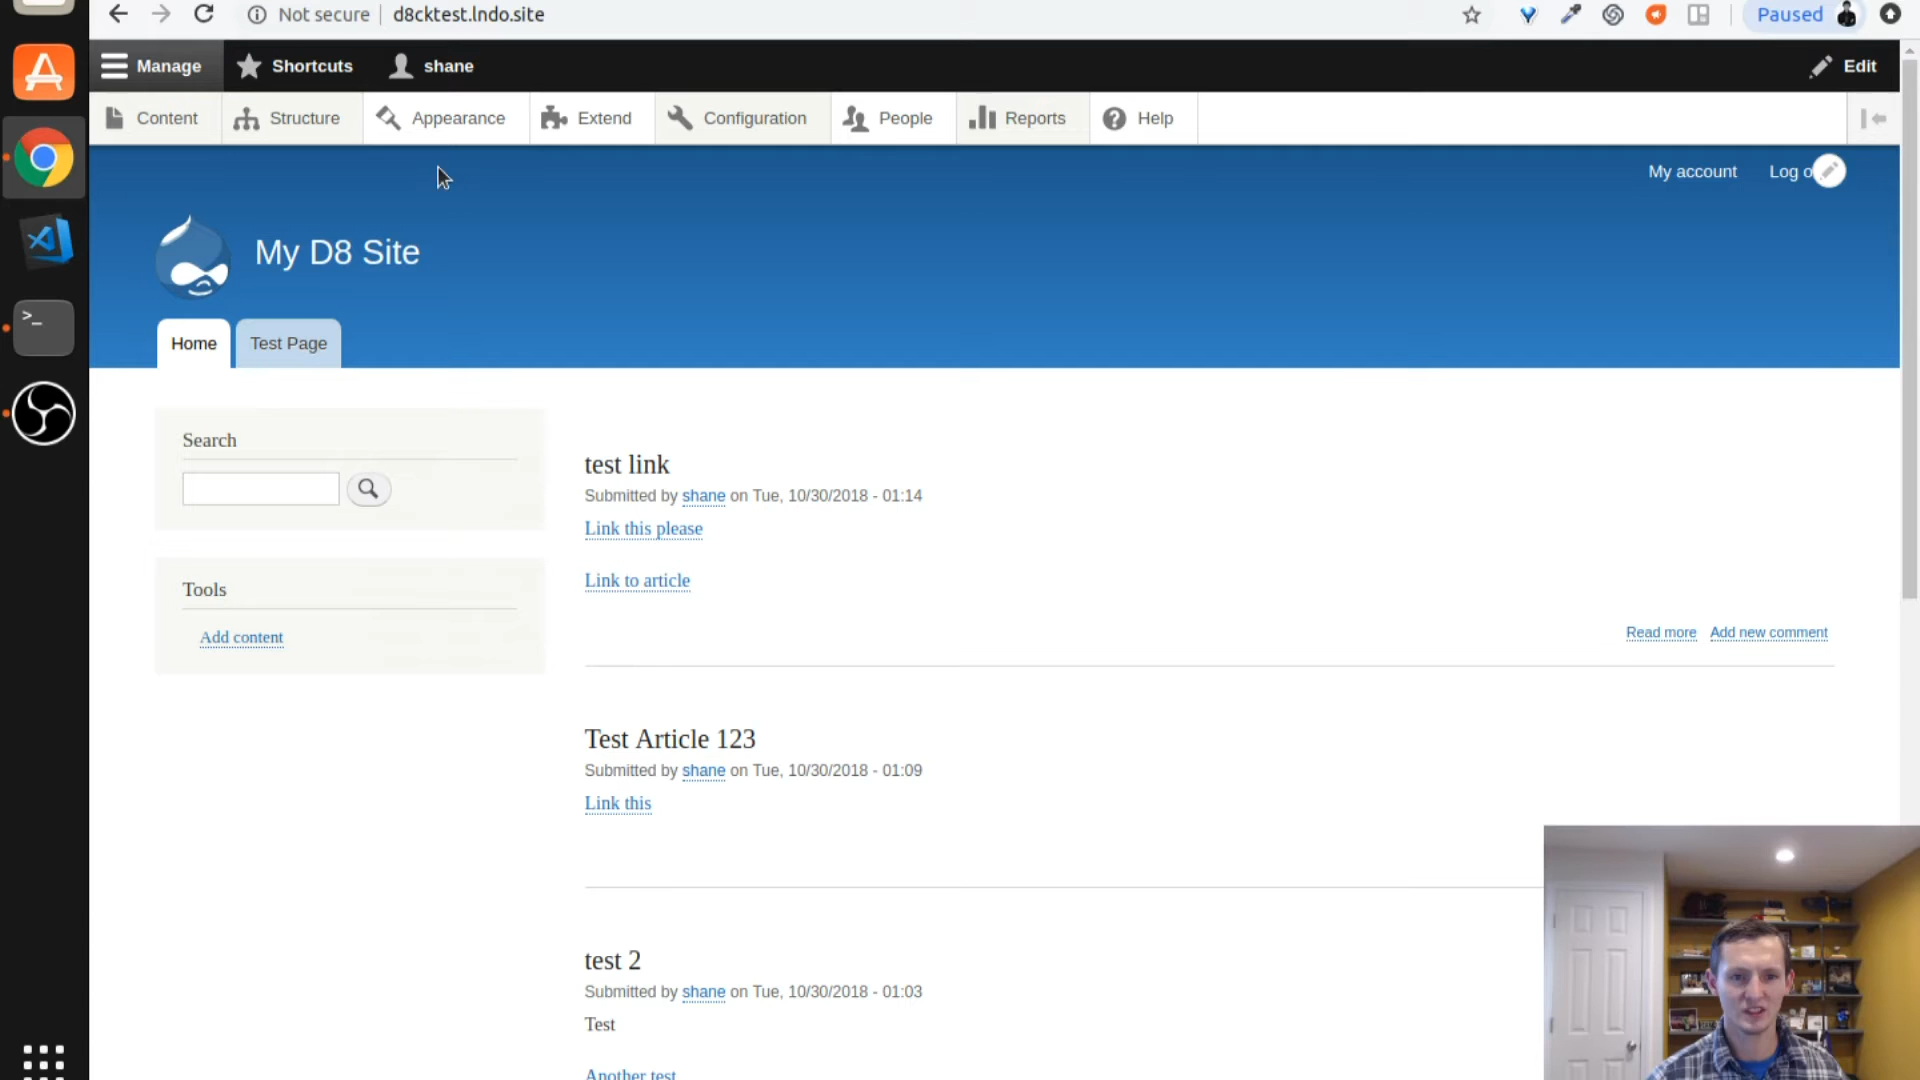 Not secure | d8cktest.lndo.site
Paused
Manage Shortcuts shane Edit
Content Structure Appearance Extend Configuration People Reports Help
My account Log o
My D8 Site
Home Test Page
Search
Tools
Add content
test link
Submitted by shane on Tue, 10/30/2018 - 01:14
Link this please
Link to article
Read more Add new comment
Test Article 123
Submitted by shane on Tue, 10/30/2018 - 01:09
Link this
test 2
Submitted by shane on Tue, 10/30/2018 - 01:03
Test
Another test